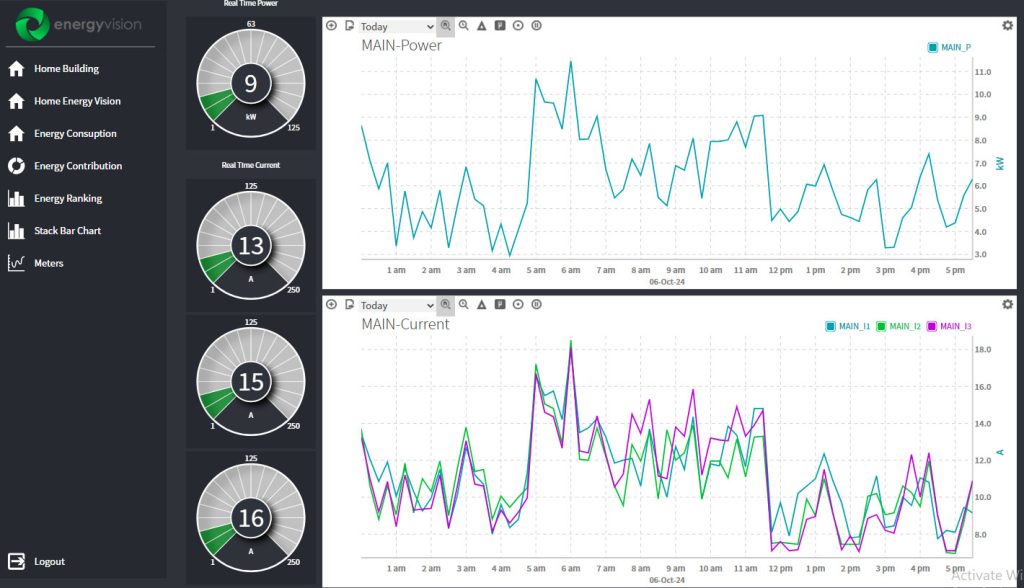 energyvision
Home Building
Home Energy Vision
Energy Consuption
Energy Contribution
Energy Ranking
Stack Bar Chart
Meters
Logout
Real Time Power
63
9
kW
1
125
Real Time Current
125
13
A
1
250
125
15
A
1
250
125
16
A
1
250
Today
MAIN-Power
MAIN_P
11.0
10.0
9.0
8.0
7.0
6.0
5.0
4.0
3.0
kW
1 am 2 am 3 am 4 am 5 am 6 am 7 am 8 am 9 am 10 am 11 am 12 pm 1 pm 2 pm 3 pm 4 pm 5 pm
06-Oct-24
Today
MAIN-Current
MAIN_I1 MAIN_I2 MAIN_I3
18.0
16.0
14.0
12.0
10.0
8.0
A
1 am 2 am 3 am 4 am 5 am 6 am 7 am 8 am 9 am 10 am 11 am 12 pm 1 pm 2 pm 3 pm 4 pm 5 pm
06-Oct-24
Activate Wi